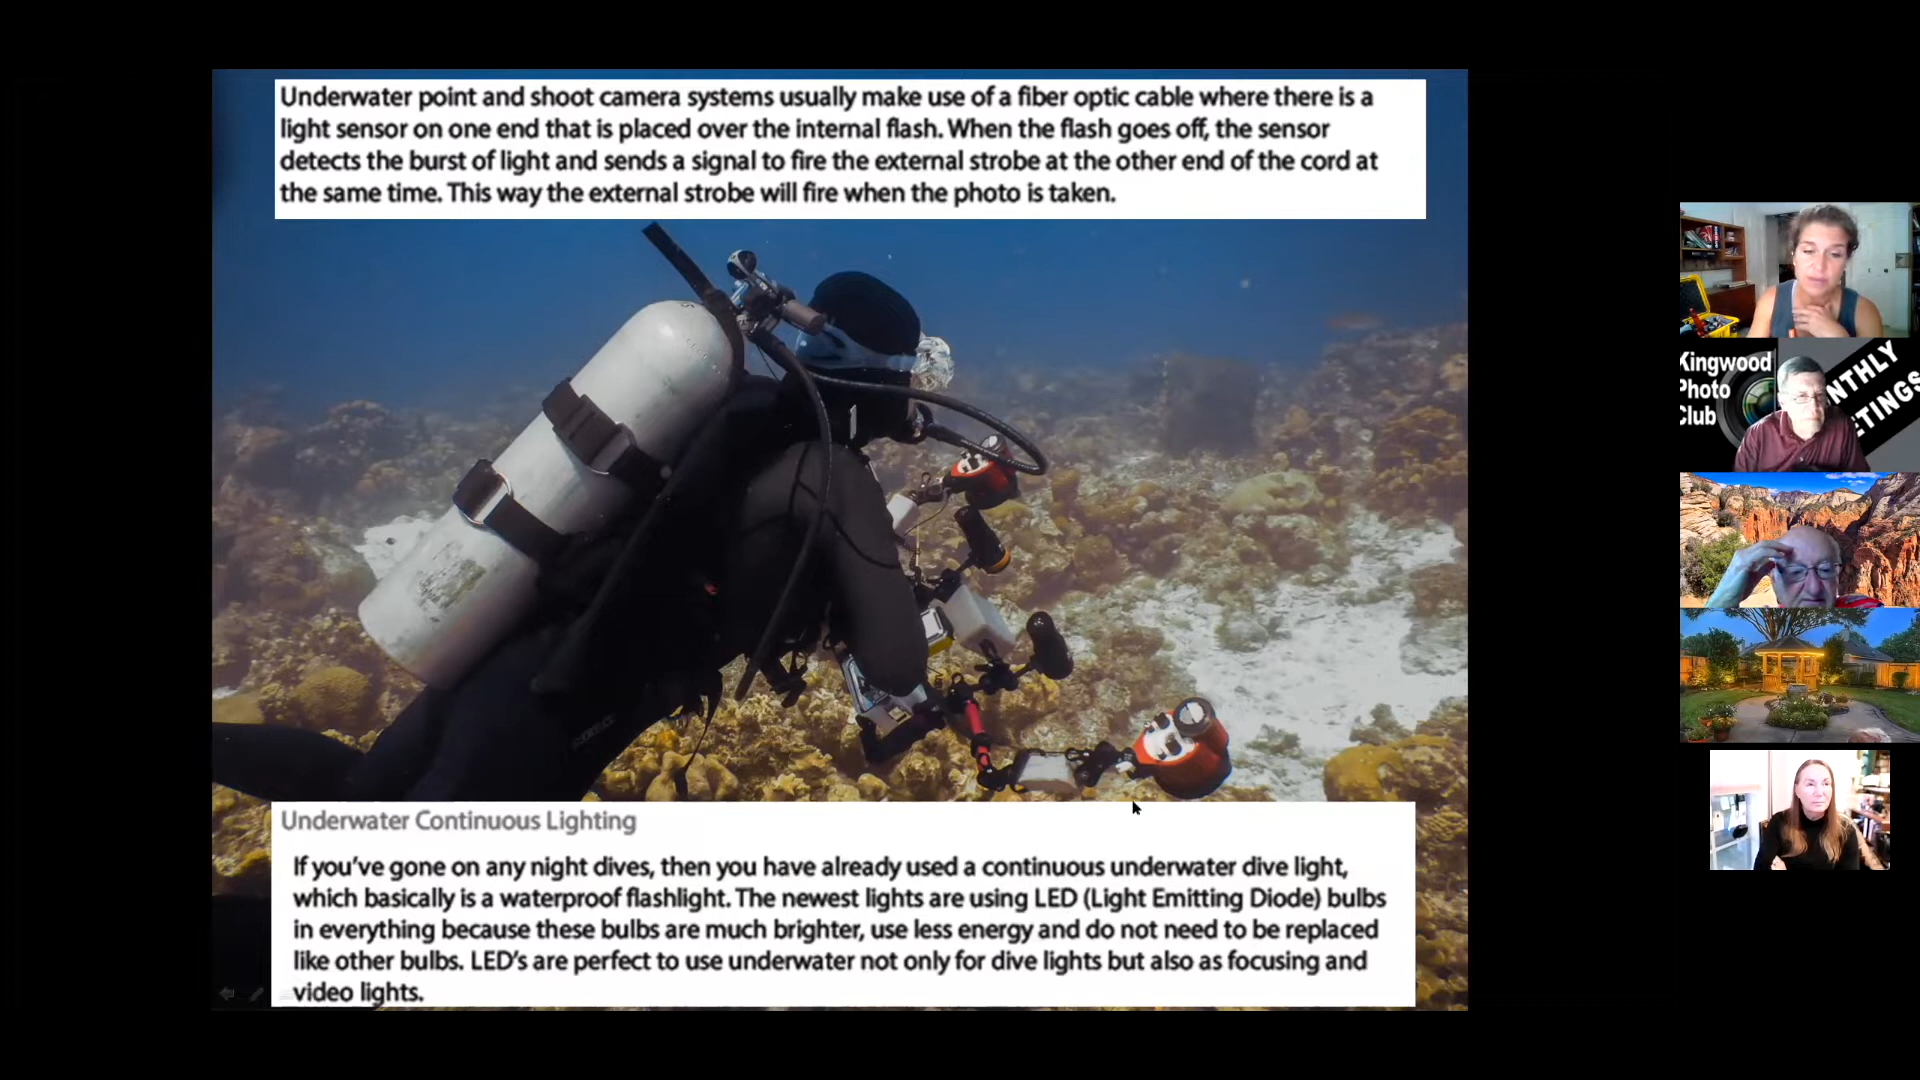 Underwater point and shoot camera systems usually make use of a fiber optic cable where there is a
light sensor on one end that is placed over the internal flash. When the flash goes off, the sensor
detects the burst of light and sends a signal to fire the external strobe at the other end of the cord at
the same time. This way the external strobe will fire when the photo is taken.
Underwater Continuous Lighting
If you've gone on any night dives, then you have already used a continuous underwater dive light,
which basically is a waterproof flashlight. The newest lights are using LED (Light Emitting Diode) bulbs
in everything because these bulbs are much brighter, use less energy and do not need to be replaced
like other bulbs. LED's are perfect to use underwater not only for dive lights but also as focusing and
video lights.
Kingwood
Photo
Club
NTHLY
ETINGS